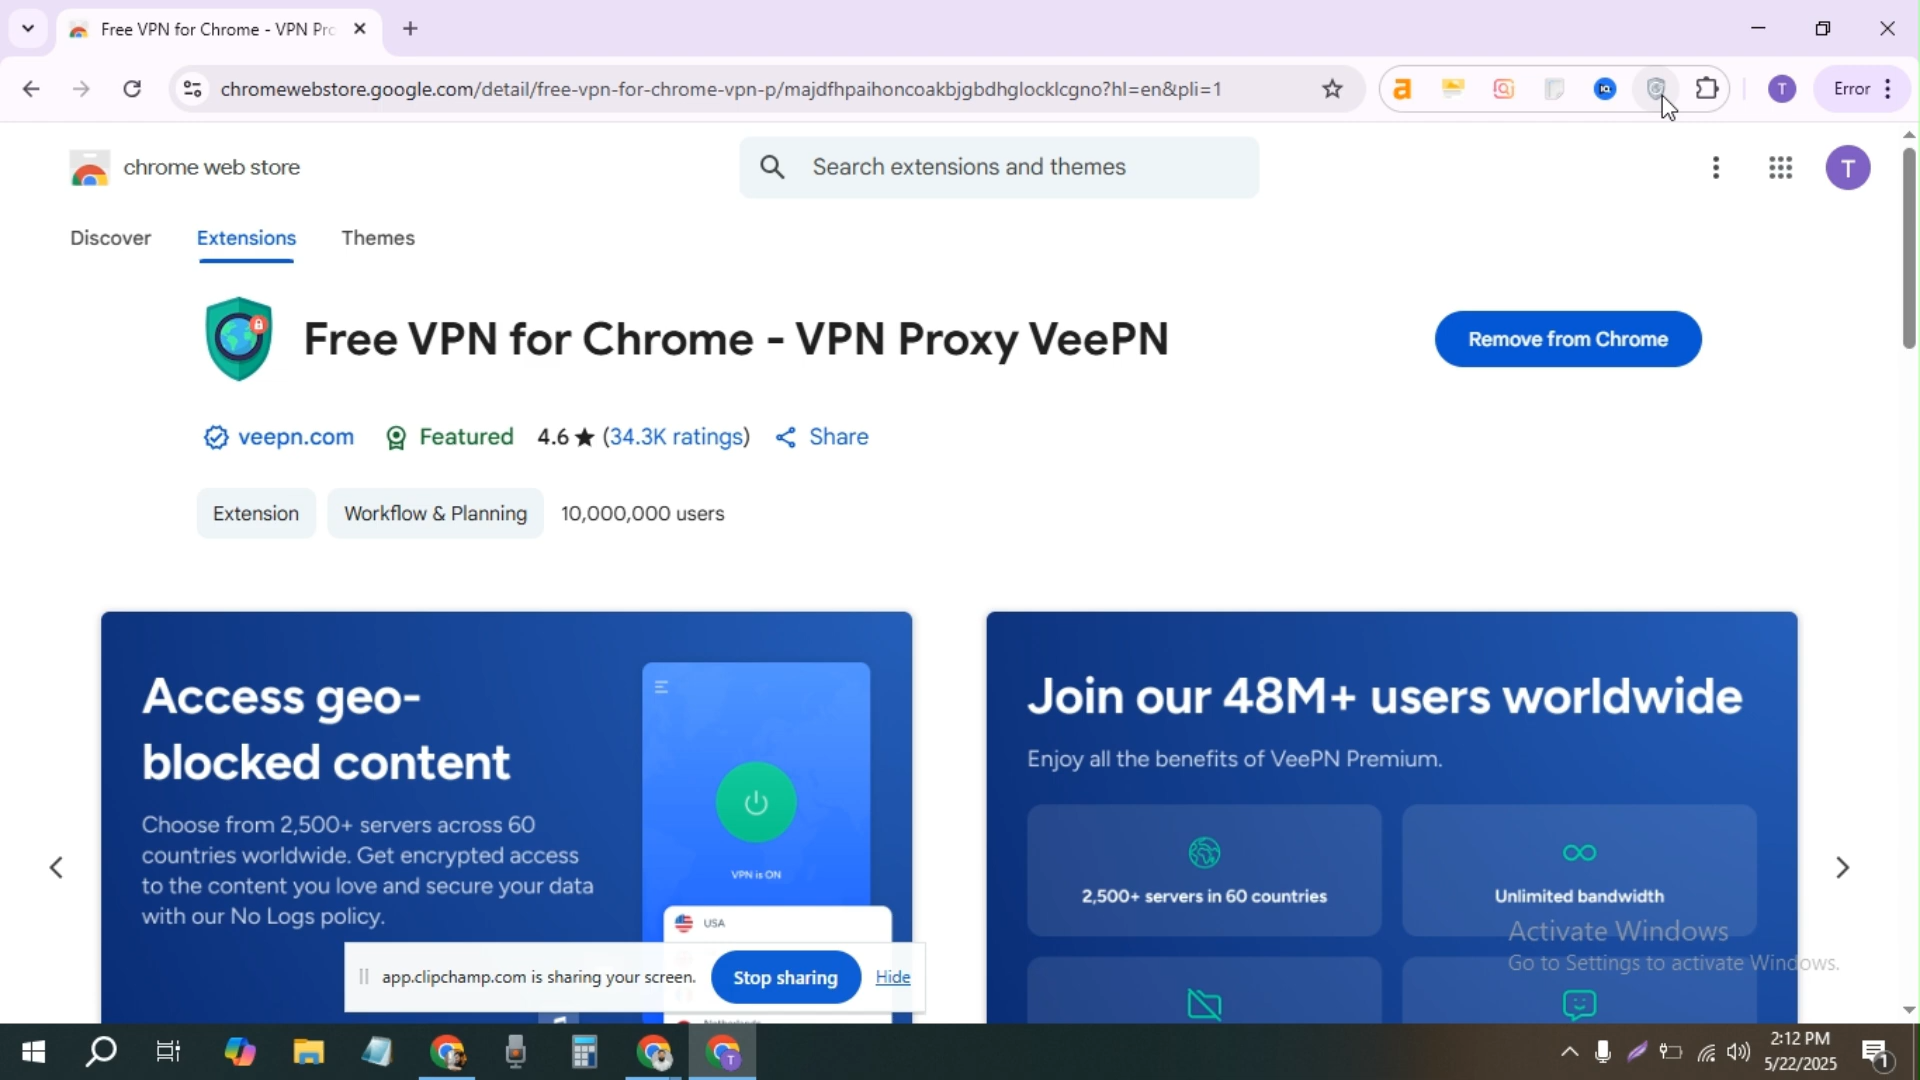 Free VPN for Chrome - VPN Pro
chromewebstore.google.com/detail/free-vpn-for-chrome-vpn-p/majdfhpaihoncoakbjgbdhglocklcgno?hl=en&pli=1
a
IQ
T
Error
chrome web store
Search extensions and themes
T
Discover
Extensions
Themes
Free VPN for Chrome - VPN Proxy VeePN
Remove from Chrome
veepn.com
Featured
4.6 ★ (34.3K ratings)
Share
Extension
Workflow & Planning
10,000,000 users
Access geo-
blocked content
Choose from 2,500+ servers across 60
countries worldwide. Get encrypted access
to the content you love and secure your data
with our No Logs policy.
VPN is ON
USA
Netherlands
Join our 48M+ users worldwide
Enjoy all the benefits of VeePN Premium.
2,500+ servers in 60 countries
Unlimited bandwidth
Activate Windows
Go to Settings to activate Windows.
app.clipchamp.com is sharing your screen.
Stop sharing
Hide
T
2:12 PM
5/22/2025
1